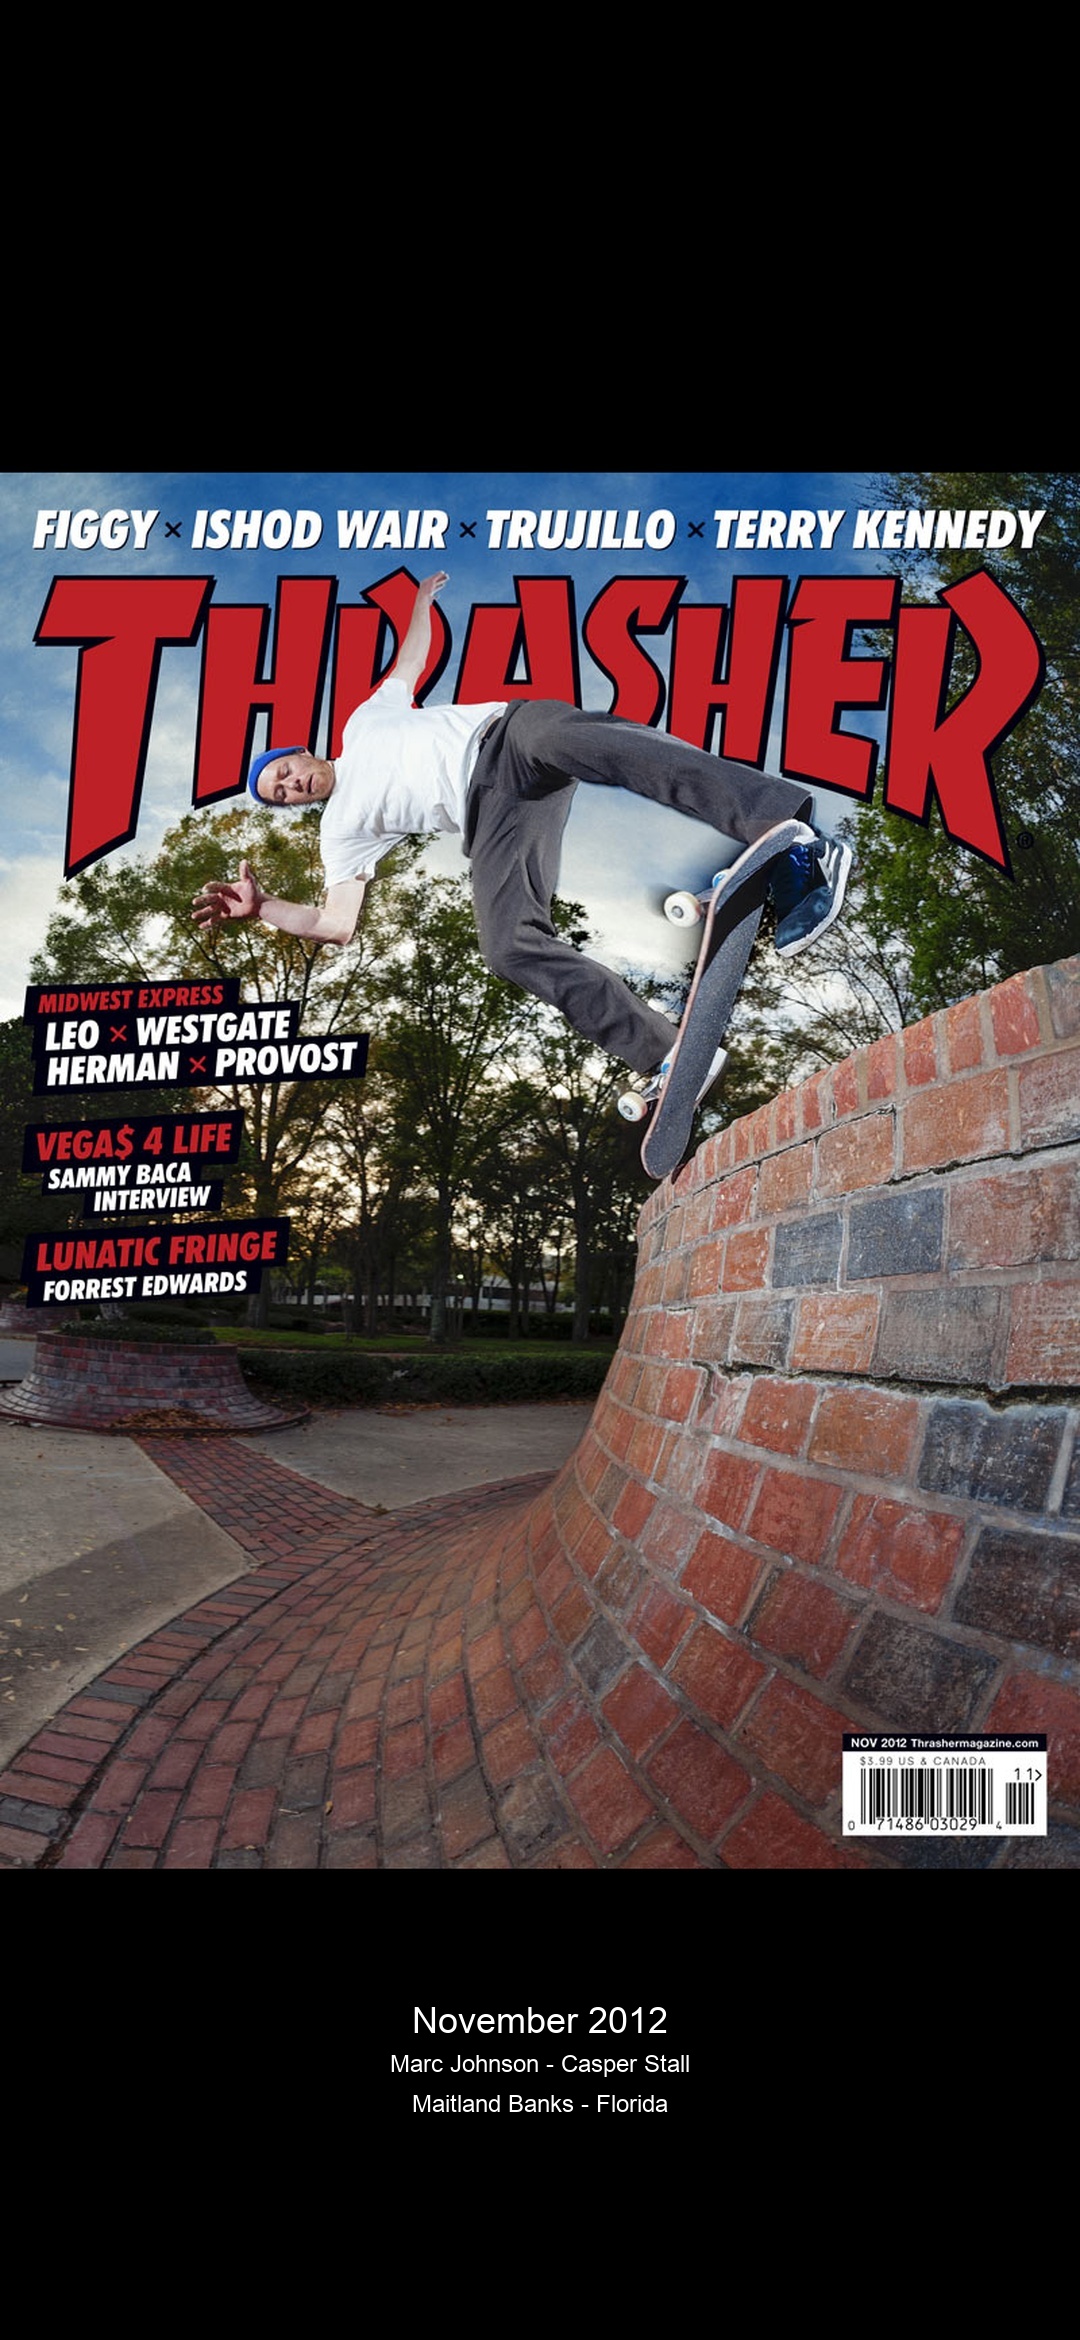 FIGGY × ISHOD WAIR × TRUJILLO × TERRY KENNEDY
THRASHER
®
MIDWEST EXPRESS
LEO × WESTGATE
HERMAN × PROVOST
VEGA$ 4 LIFE
SAMMY BACA
INTERVIEW
LUNATIC FRINGE
FORREST EDWARDS
NOV 2012 Thrashermagazine.com
$3.99 US & CANADA
11>
0 71486 03029 4
November 2012
Marc Johnson - Casper Stall
Maitland Banks - Florida